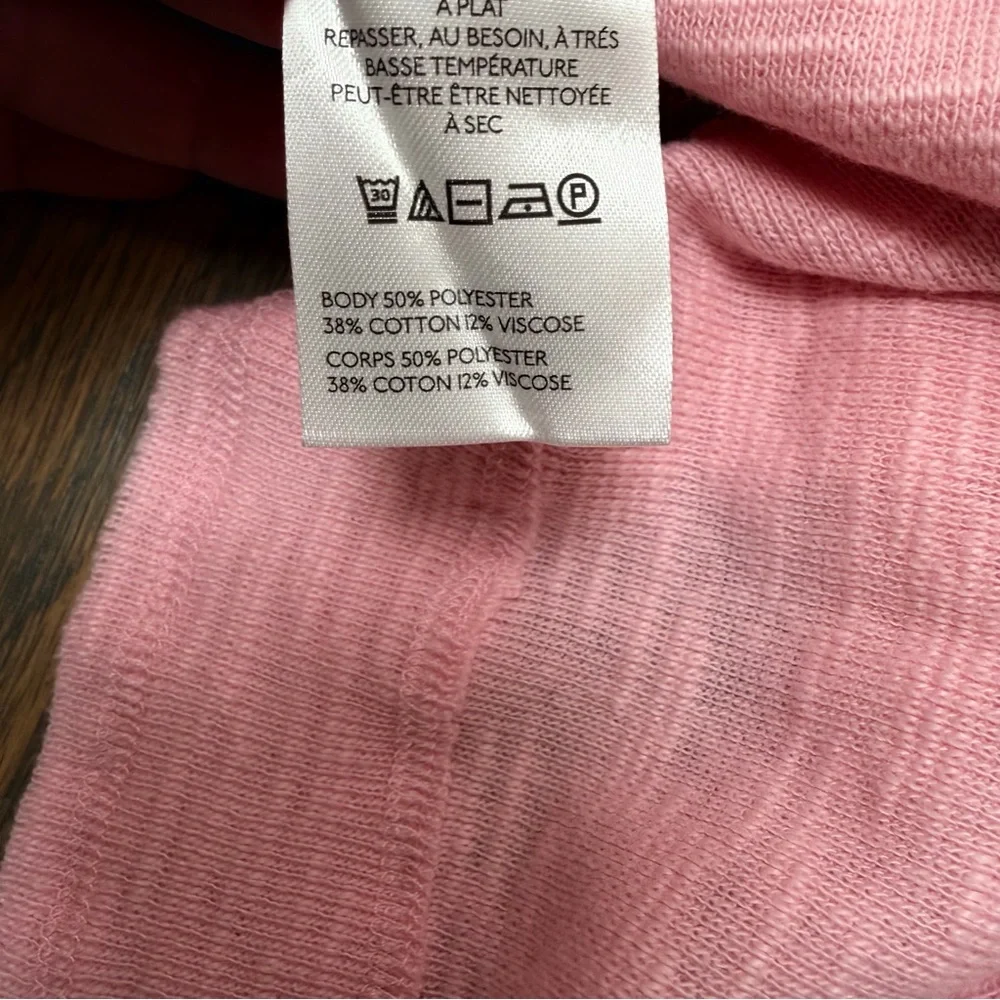 À PLAT
REPASSER, AU BESOIN, À TRÉS
BASSE TEMPÉRATURE
PEUT-ÊTRE ÊTRE NETTOYÉE
À SEC
30 P
BODY 50% POLYESTER
38% COTTON 12% VISCOSE
CORPS 50% POLYESTER
38% COTON 12% VISCOSE